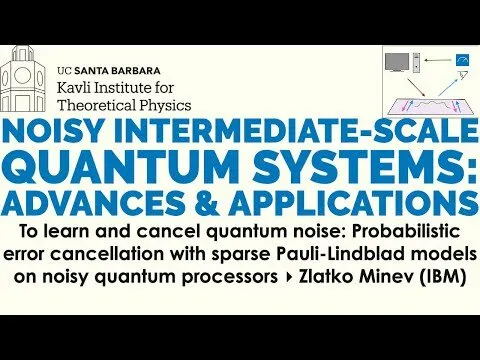 UC SANTA BARBARA
Kavli Institute for
Theoretical Physics
NOISY INTERMEDIATE-SCALE
QUANTUM SYSTEMS:
ADVANCES & APPLICATIONS
To learn and cancel quantum noise: Probabilistic
error cancellation with sparse Pauli-Lindblad models
on noisy quantum processors ▸ Zlatko Minev (IBM)